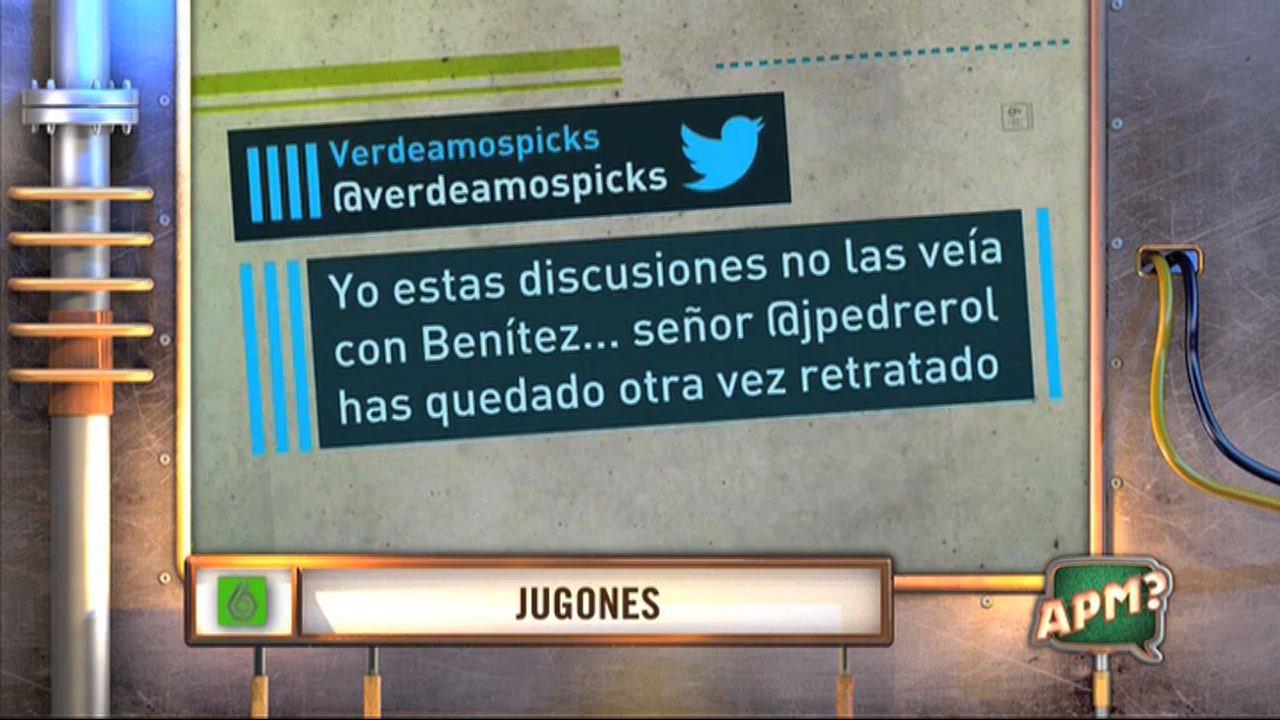 Verdeamospicks
@verdeamospicks
Yo estas discusiones no las veía
con Benítez... señor @jpedrerol
has quedado otra vez retratado
6
JUGONES
APM?